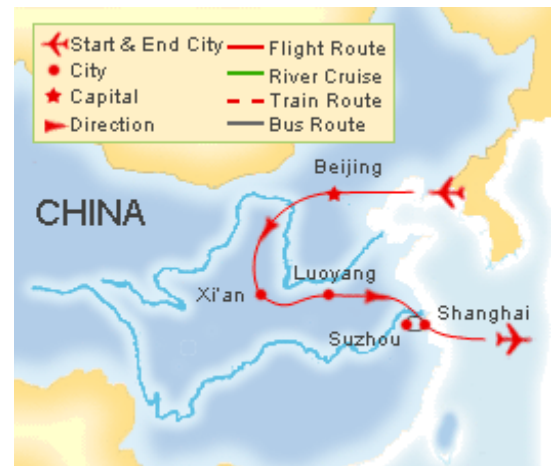 Start & End City
City
Capital
Direction
Flight Route
River Cruise
Train Route
Bus Route
Beijing
CHINA
Luoyang
Xi'an
Shanghai
Suzhou